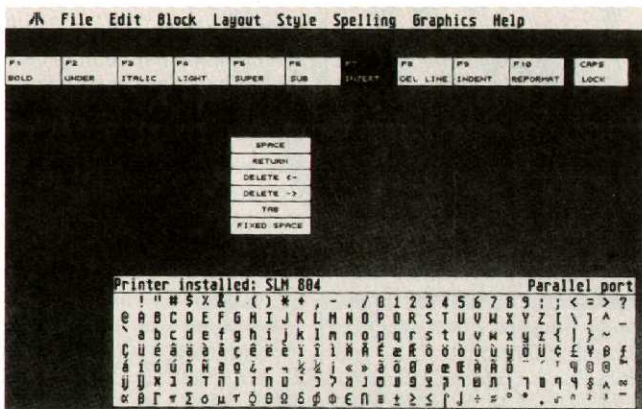 File Edit Block Layout Style Spelling Graphics Help
F1 F2 F3 F4 F5 F6 F7 F8 F9 F10 CAPS
BOLD UNDER ITALIC LIGHT SUPER SUB INSERT DEL LINE INDENT REFORMAT LOCK
SPACE
RETURN
DELETE <-
DELETE ->
TAB
FIXED SPACE
Printer installed: SLM 804 Parallel port
! " # $ % & ' ( ) * + , - . / 0 1 2 3 4 5 6 7 8 9 : ; < = > ?
@ A B C D E F G H I J K L M N O P Q R S T U V W X Y Z [ \ ] ^ _
` a b c d e f g h i j k l m n o p q r s t u v w x y z { | } ~
Ç ü é â ä à å ç ê ë è ï î ì Ä Å É æ Æ ô ö ò û ù ÿ Ö Ü ¢ £ ¥ ß ƒ
α β Γ π Σ σ µ τ Φ Θ Ω δ ∮ φ ∈ ∩ ≡ ± ≥ ≤ ⌠ ⌡ ÷ ≈ °